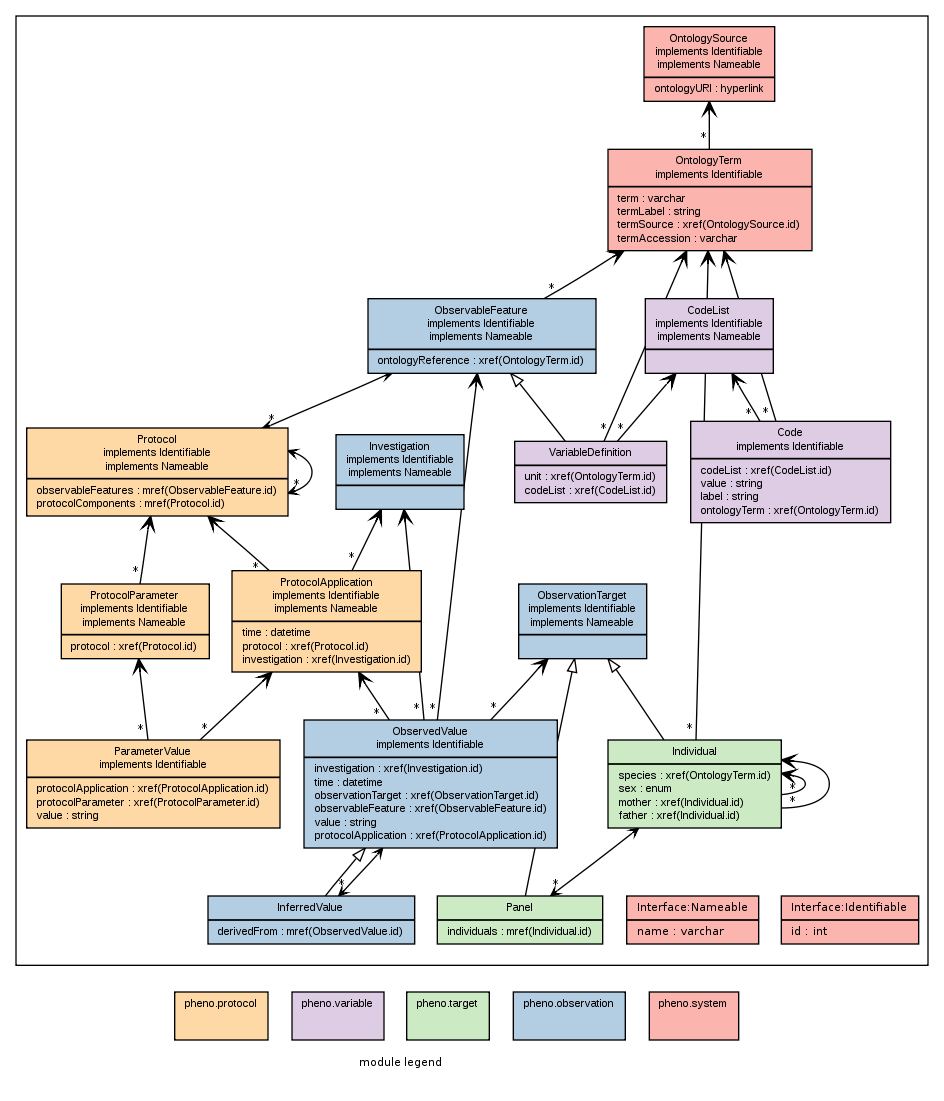 OntologySource
implements Identifiable
implements Nameable
ontologyURI : hyperlink
*
OntologyTerm
implements Identifiable
term : varchar
termLabel : string
termSource : xref(OntologySource.id)
termAccession : varchar
*
ObservableFeature
implements Identifiable
implements Nameable
ontologyReference : xref(OntologyTerm.id)
CodeList
implements Identifiable
implements Nameable
*
*
*
*
*
Protocol
implements Identifiable
implements Nameable
observableFeatures : mref(ObservableFeature.id)
protocolComponents : mref(Protocol.id)
*
Investigation
implements Identifiable
implements Nameable
VariableDefinition
unit : xref(OntologyTerm.id)
codeList : xref(CodeList.id)
Code
implements Identifiable
codeList : xref(CodeList.id)
value : string
label : string
ontologyTerm : xref(OntologyTerm.id)
*
*
*
ProtocolParameter
implements Identifiable
implements Nameable
protocol : xref(Protocol.id)
ProtocolApplication
implements Identifiable
implements Nameable
time : datetime
protocol : xref(Protocol.id)
investigation : xref(Investigation.id)
ObservationTarget
implements Identifiable
implements Nameable
*
*
*
*
*
*
*
ParameterValue
implements Identifiable
protocolApplication : xref(ProtocolApplication.id)
protocolParameter : xref(ProtocolParameter.id)
value : string
ObservedValue
implements Identifiable
investigation : xref(Investigation.id)
time : datetime
observationTarget : xref(ObservationTarget.id)
observableFeature : xref(ObservableFeature.id)
value : string
protocolApplication : xref(ProtocolApplication.id)
Individual
species : xref(OntologyTerm.id)
sex : enum
mother : xref(Individual.id)
father : xref(Individual.id)
*
*
*
*
InferredValue
derivedFrom : mref(ObservedValue.id)
Panel
individuals : mref(Individual.id)
Interface:Nameable
name : varchar
Interface:Identifiable
id : int
pheno.protocol
pheno.variable
pheno.target
pheno.observation
pheno.system
module legend